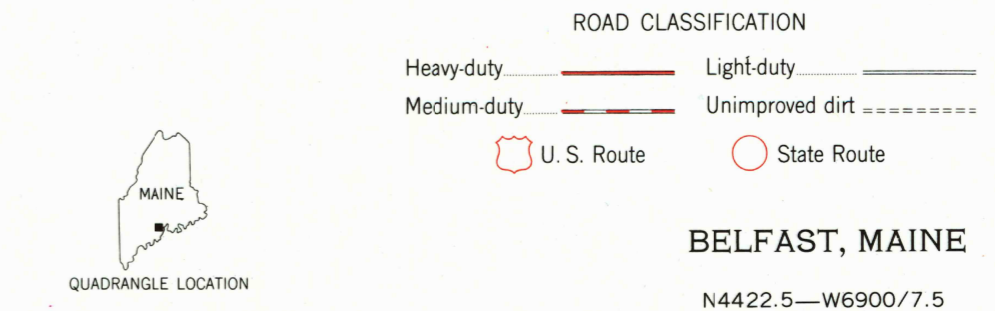 ROAD CLASSIFICATION
Heavy-duty Light-duty
Medium-duty Unimproved dirt
U. S. Route State Route
MAINE
QUADRANGLE LOCATION
BELFAST, MAINE
N4422.5—W6900/7.5